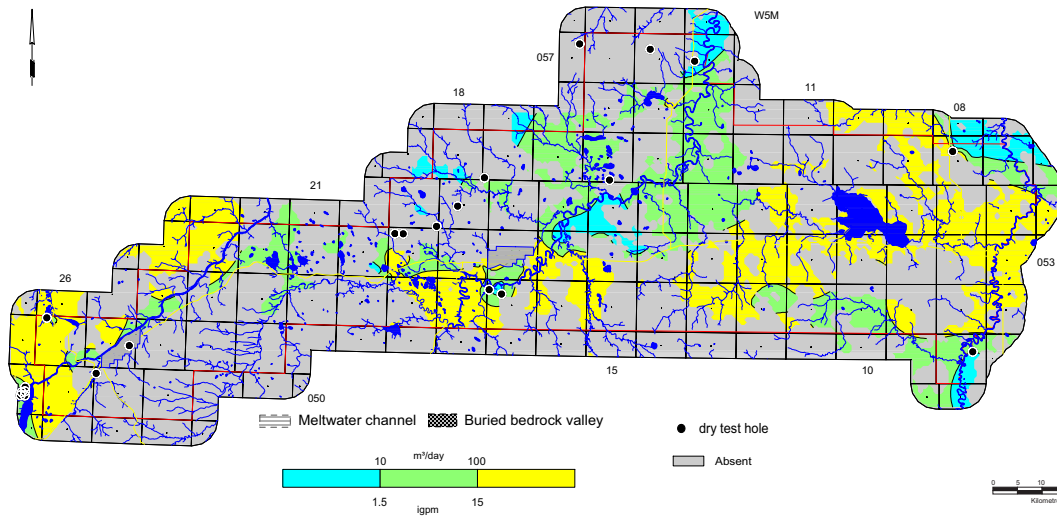 W5M
057
11
18
08
21
053
26
15
10
050
Meltwater channel
Buried bedrock valley
dry test hole
Absent
10
m³/day
100
1.5
igpm
15
0 5 10